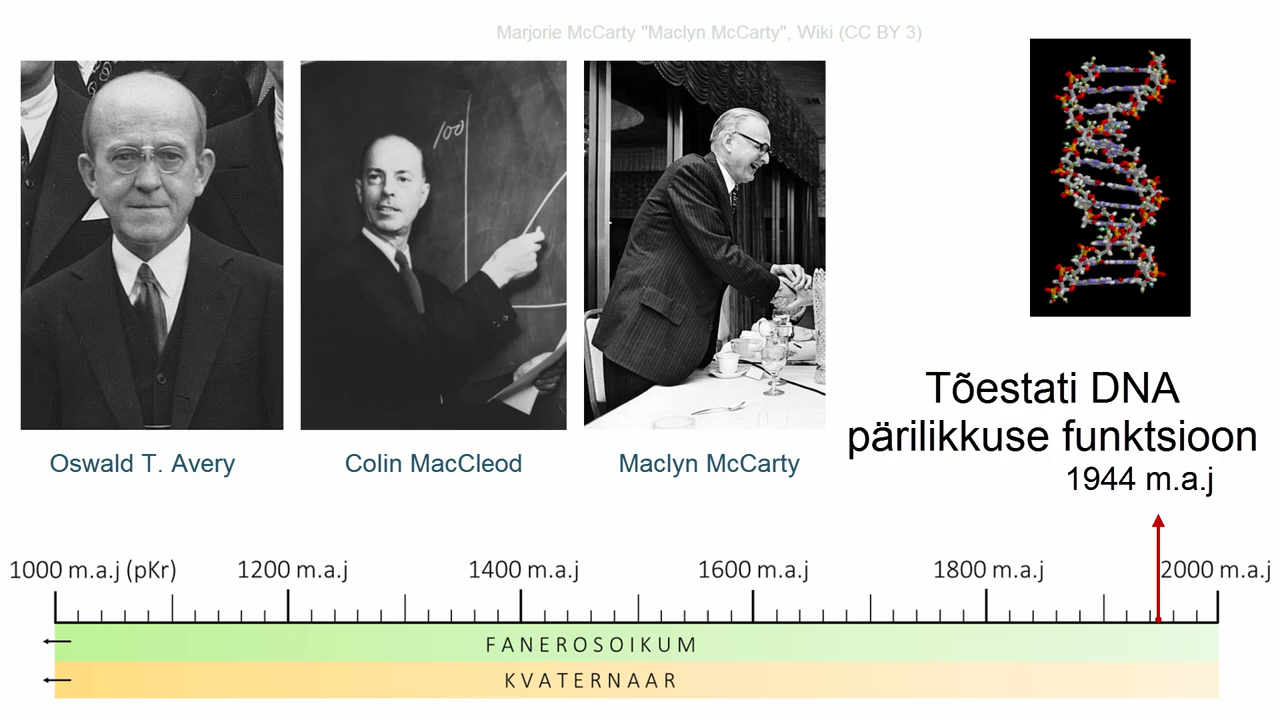 Marjorie McCarty "Maclyn McCarty", Wiki (CC BY 3)
100
Oswald T. Avery
Colin MacCleod
Maclyn McCarty
Tõestati DNA
pärilikkuse funktsioon
1944 m.a.j
1000 m.a.j (pKr)
1200 m.a.j
1400 m.a.j
1600 m.a.j
1800 m.a.j
2000 m.a.j
FANEROSOIKUM
KVATERNAAR